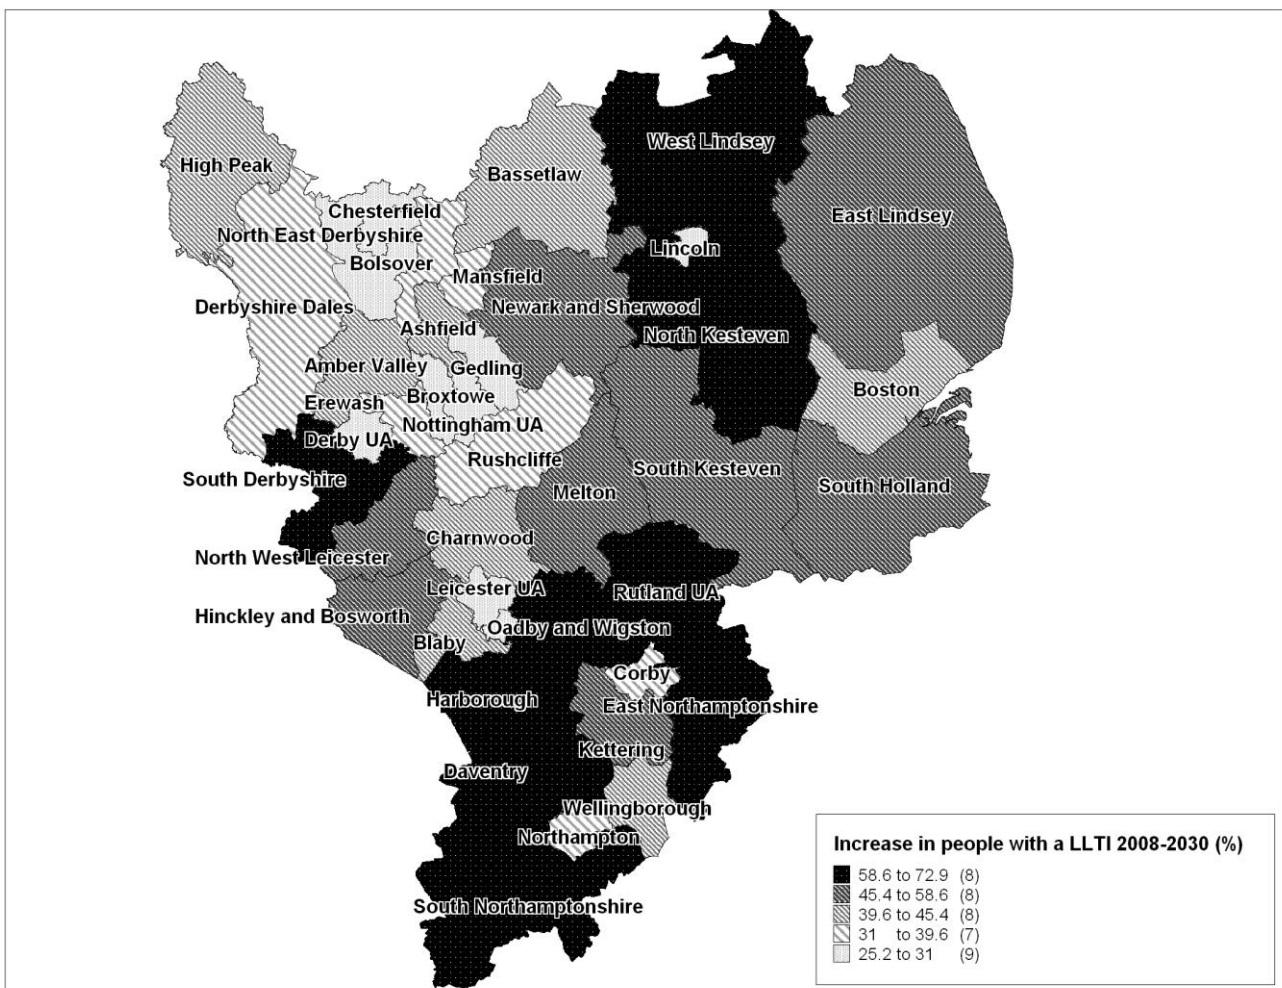 West Lindsey
High Peak
Bassetlaw
Chesterfield
East Lindsey
North East Derbyshire
Lincoln
Bolsover
Mansfield
Derbyshire Dales
Newark and Sherwood
Ashfield
North Kesteven
Amber Valley
Gedling
Boston
Erewash
Broxtowe
Nottingham UA
Derby UA
Rushcliffe
South Kesteven
South Derbyshire
Melton
South Holland
Charnwood
North West Leicester
Leicester UA
Rutland UA
Hinckley and Bosworth
Oadby and Wigston
Blaby
Corby
Harborough
East Northamptonshire
Kettering
Daventry
Wellingborough
Northampton
South Northamptonshire
Increase in people with a LLTI 2008-2030 (%)
58.6 to 72.9 (8)
45.4 to 58.6 (8)
39.6 to 45.4 (8)
31 to 39.6 (7)
25.2 to 31 (9)